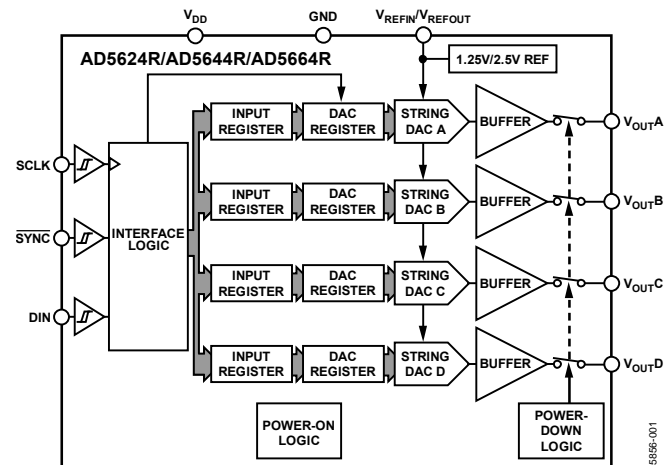 VDD
GND
VREFIN/VREFOUT
AD5624R/AD5644R/AD5664R
1.25V/2.5V REF
INPUT
REGISTER
DAC
REGISTER
STRING
DAC A
BUFFER
VOUTA
SCLK
INPUT
REGISTER
DAC
REGISTER
STRING
DAC B
BUFFER
VOUTB
SYNC
INTERFACE
LOGIC
INPUT
REGISTER
DAC
REGISTER
STRING
DAC C
BUFFER
VOUTC
DIN
INPUT
REGISTER
DAC
REGISTER
STRING
DAC D
BUFFER
VOUTD
POWER-ON
LOGIC
POWER-
DOWN
LOGIC
5856-001